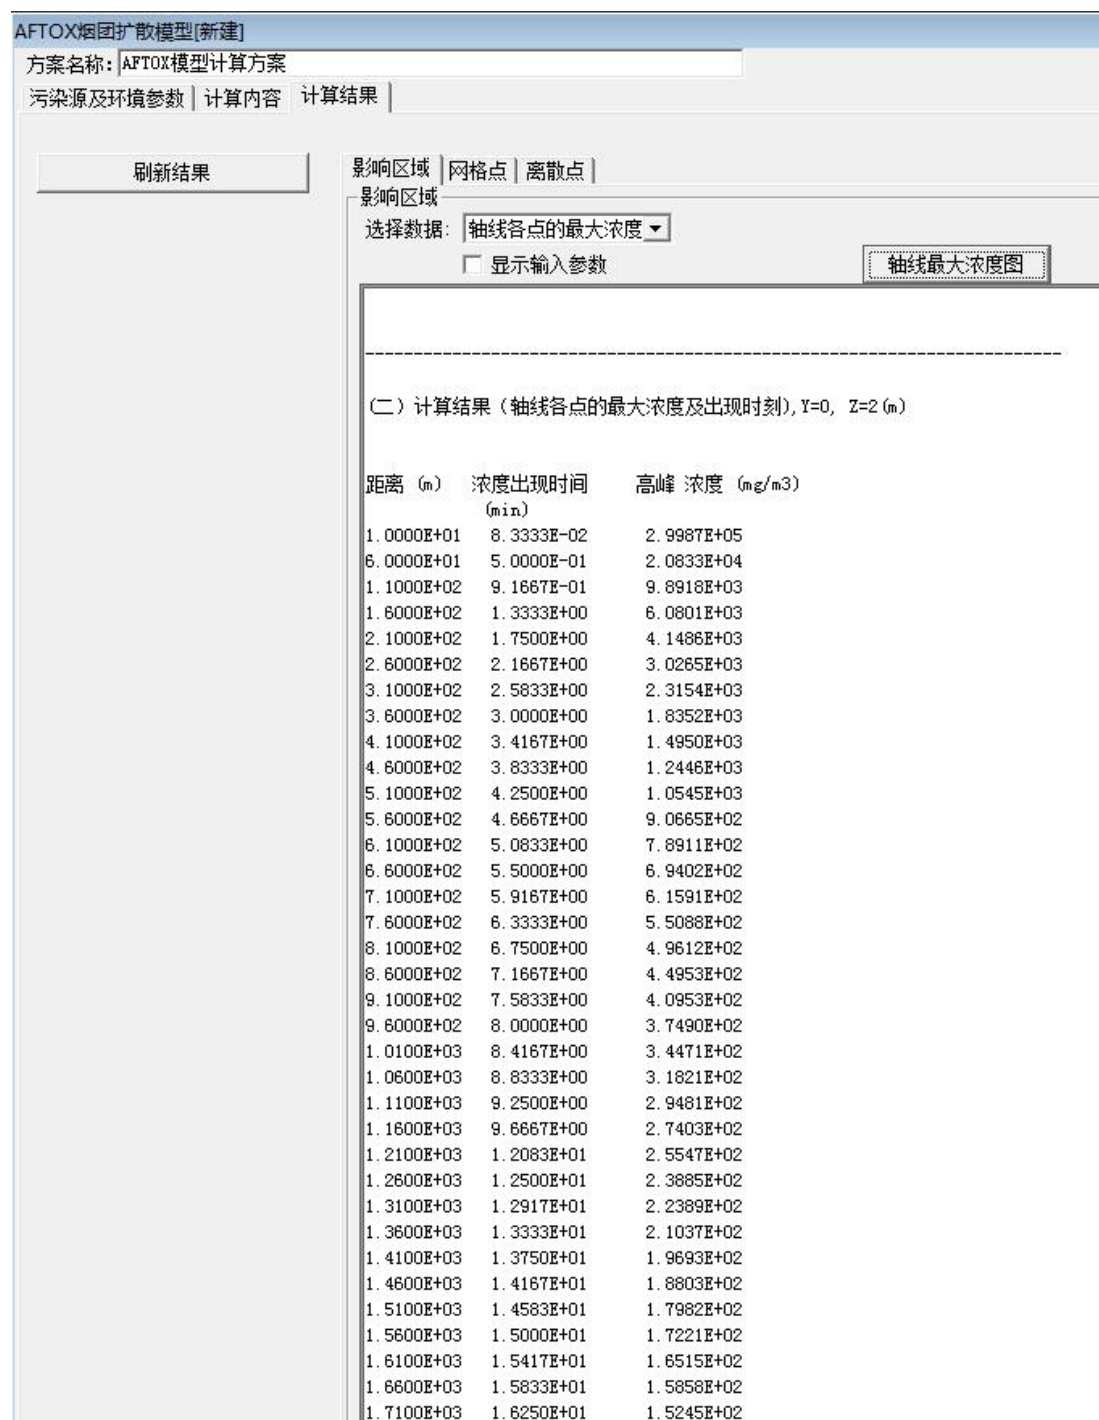 AFTOX烟团扩散模型[新建]
方案名称: AFTOX模型计算方案
污染源及环境参数 计算内容 计算结果
刷新结果
影响区域 网格点 离散点
影响区域
选择数据: 轴线各点的最大浓度
显示输入参数 轴线最大浓度图
------------------------------------------------------------------------
(二) 计算结果 (轴线各点的最大浓度及出现时刻), Y=0, Z=2(m)
距离 (m) 浓度出现时间 高峰 浓度 (mg/m3)
(min)
1.0000E+01 8.3333E-02 2.9987E+05
6.0000E+01 5.0000E-01 2.0833E+04
1.1000E+02 9.1667E-01 9.8918E+03
1.6000E+02 1.3333E+00 6.0801E+03
2.1000E+02 1.7500E+00 4.1486E+03
2.6000E+02 2.1667E+00 3.0265E+03
3.1000E+02 2.5833E+00 2.3154E+03
3.6000E+02 3.0000E+00 1.8352E+03
4.1000E+02 3.4167E+00 1.4950E+03
4.6000E+02 3.8333E+00 1.2446E+03
5.1000E+02 4.2500E+00 1.0545E+03
5.6000E+02 4.6667E+00 9.0665E+02
6.1000E+02 5.0833E+00 7.8911E+02
6.6000E+02 5.5000E+00 6.9402E+02
7.1000E+02 5.9167E+00 6.1591E+02
7.6000E+02 6.3333E+00 5.5088E+02
8.1000E+02 6.7500E+00 4.9612E+02
8.6000E+02 7.1667E+00 4.4953E+02
9.1000E+02 7.5833E+00 4.0953E+02
9.6000E+02 8.0000E+00 3.7490E+02
1.0100E+03 8.4167E+00 3.4471E+02
1.0600E+03 8.8333E+00 3.1821E+02
1.1100E+03 9.2500E+00 2.9481E+02
1.1600E+03 9.6667E+00 2.7403E+02
1.2100E+03 1.2083E+01 2.5547E+02
1.2600E+03 1.2500E+01 2.3885E+02
1.3100E+03 1.2917E+01 2.2389E+02
1.3600E+03 1.3333E+01 2.1037E+02
1.4100E+03 1.3750E+01 1.9693E+02
1.4600E+03 1.4167E+01 1.8803E+02
1.5100E+03 1.4583E+01 1.7982E+02
1.5600E+03 1.5000E+01 1.7221E+02
1.6100E+03 1.5417E+01 1.6515E+02
1.6600E+03 1.5833E+01 1.5858E+02
1.7100E+03 1.6250E+01 1.5245E+02